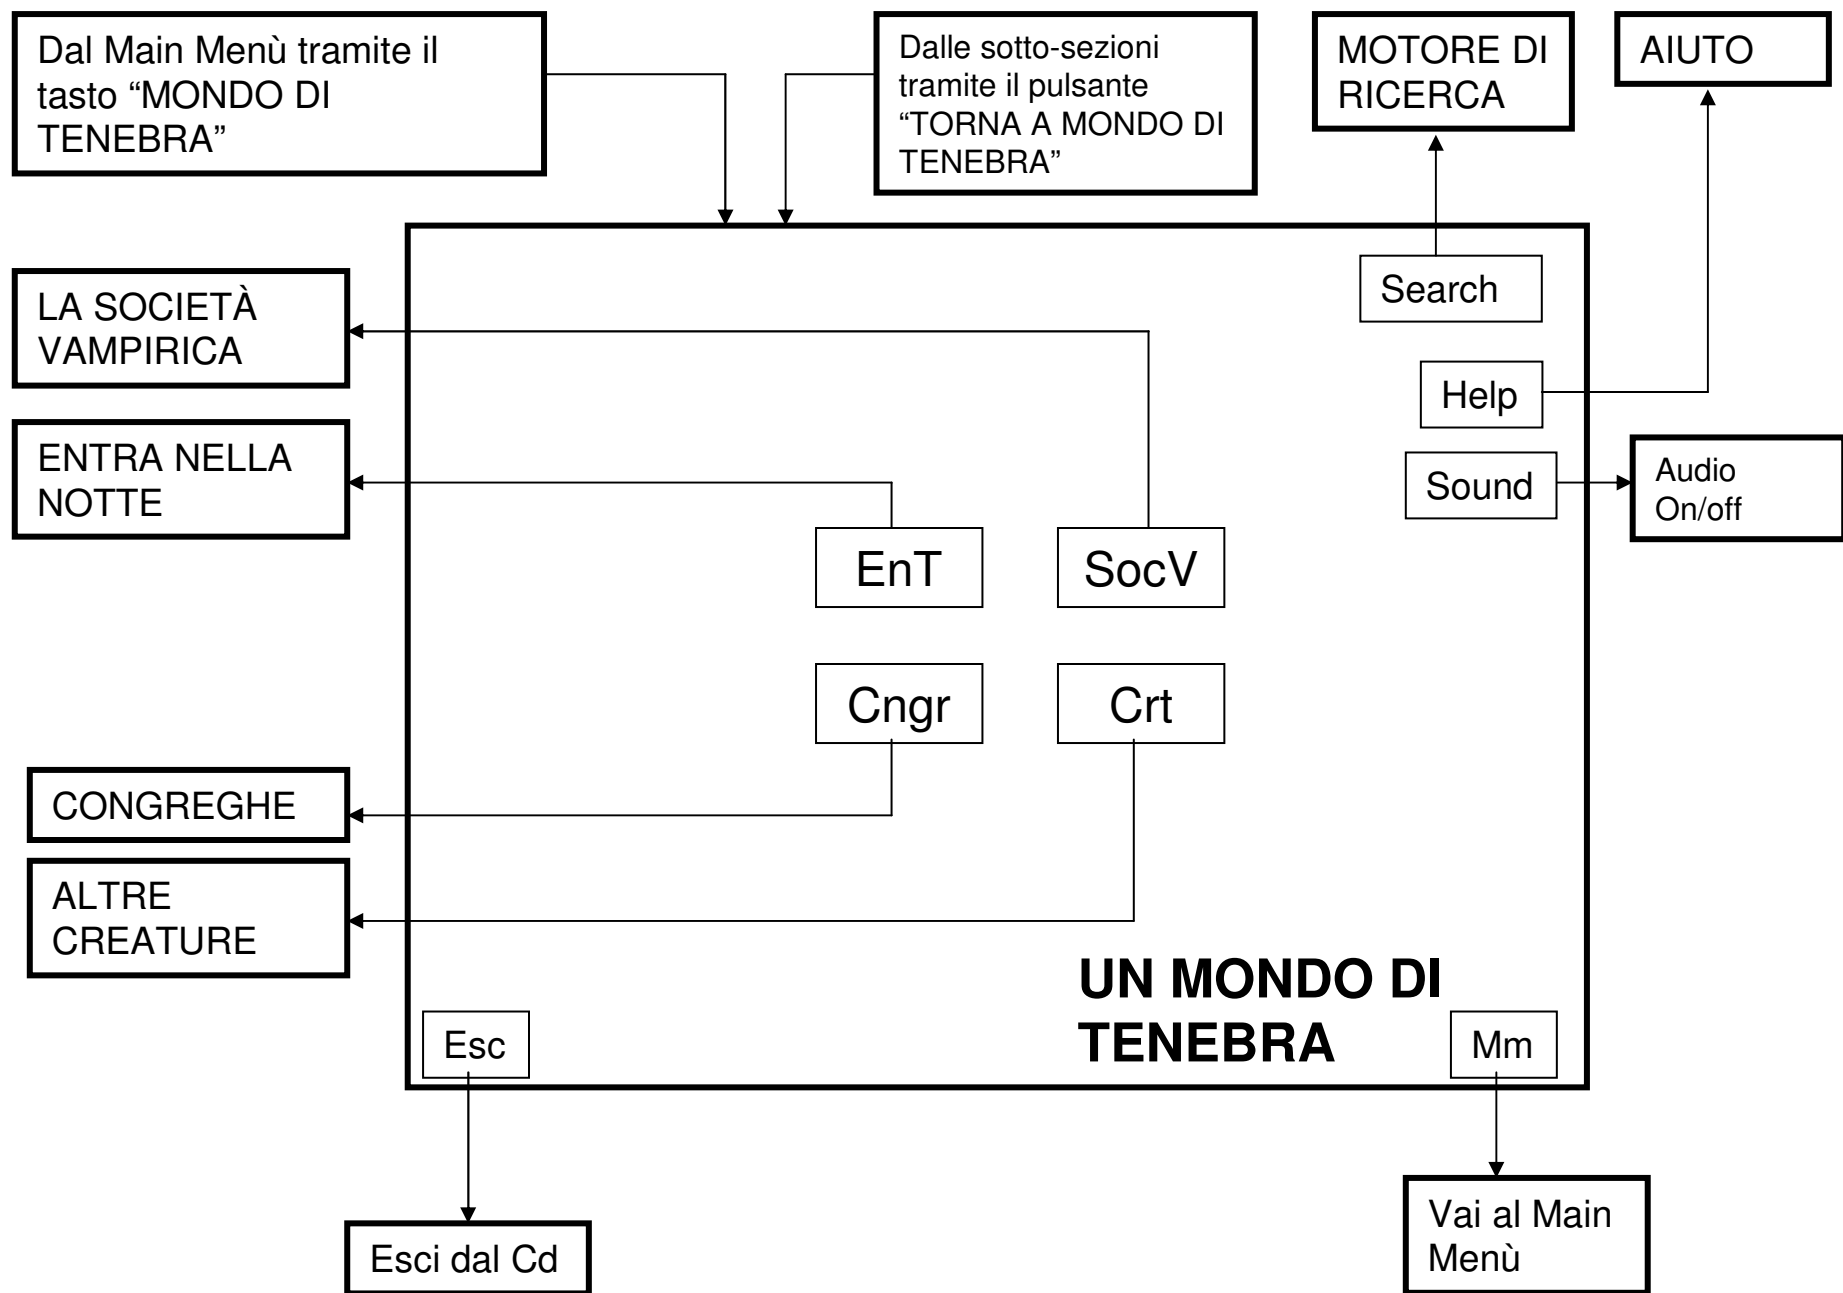 Dal Main Menù tramite il
tasto “MONDO DI
TENEBRA”
Dalle sotto-sezioni
tramite il pulsante
“TORNA A MONDO DI
TENEBRA”
MOTORE DI
RICERCA
AIUTO
Search
LA SOCIETÀ
VAMPIRICA
Help
ENTRA NELLA
NOTTE
Sound
Audio
On/off
EnT
SocV
Cngr
Crt
CONGREGHE
ALTRE
CREATURE
UN MONDO DI
TENEBRA
Esc
Mm
Esci dal Cd
Vai al Main
Menù